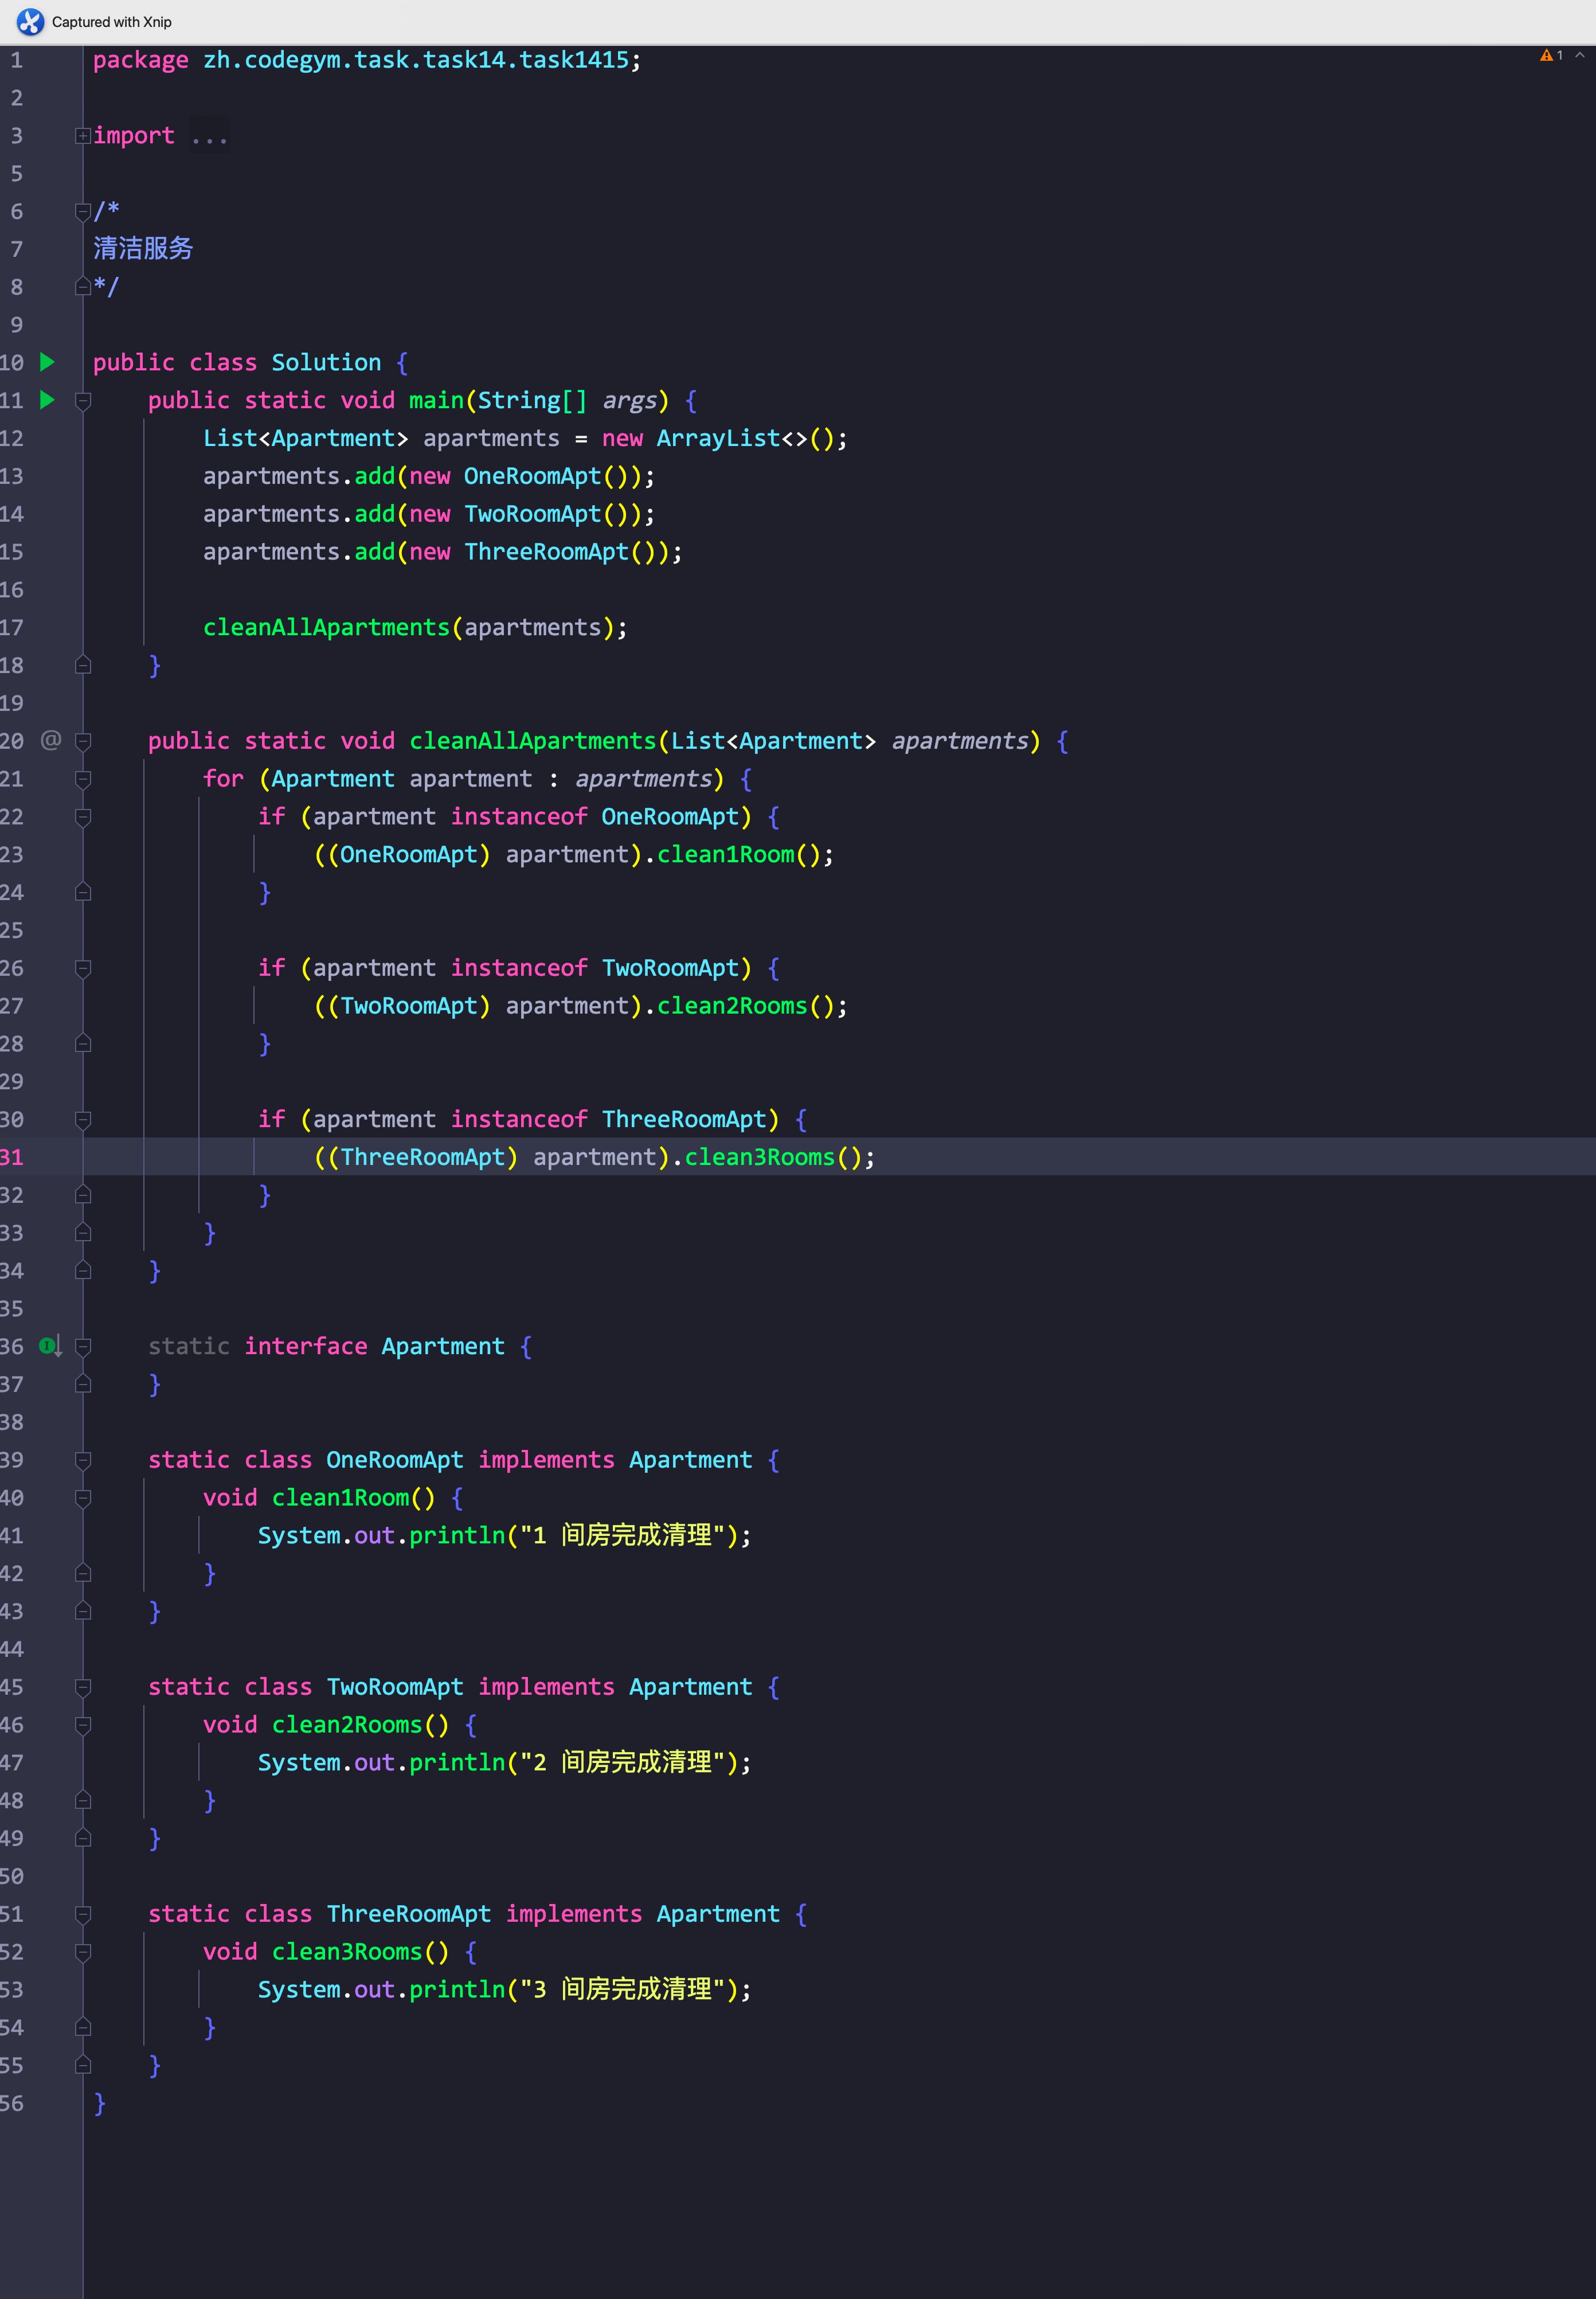 Captured with Xnip
1 package zh.codegym.task.task14.task1415;
1
2
3 import ...
5
6 /*
7 清洁服务
8 */
9
10 public class Solution {
11 public static void main(String[] args) {
12 List<Apartment> apartments = new ArrayList<>();
13 apartments.add(new OneRoomApt());
14 apartments.add(new TwoRoomApt());
15 apartments.add(new ThreeRoomApt());
16
17 cleanAllApartments(apartments);
18 }
19
20 @ public static void cleanAllApartments(List<Apartment> apartments) {
21 for (Apartment apartment : apartments) {
22 if (apartment instanceof OneRoomApt) {
23 ((OneRoomApt) apartment).clean1Room();
24 }
25
26 if (apartment instanceof TwoRoomApt) {
27 ((TwoRoomApt) apartment).clean2Rooms();
28 }
29
30 if (apartment instanceof ThreeRoomApt) {
31 ((ThreeRoomApt) apartment).clean3Rooms();
32 }
33 }
34 }
35
36 static interface Apartment {
37 }
38
39 static class OneRoomApt implements Apartment {
40 void clean1Room() {
41 System.out.println("1 间房完成清理");
42 }
43 }
44
45 static class TwoRoomApt implements Apartment {
46 void clean2Rooms() {
47 System.out.println("2 间房完成清理");
48 }
49 }
50
51 static class ThreeRoomApt implements Apartment {
52 void clean3Rooms() {
53 System.out.println("3 间房完成清理");
54 }
55 }
56 }